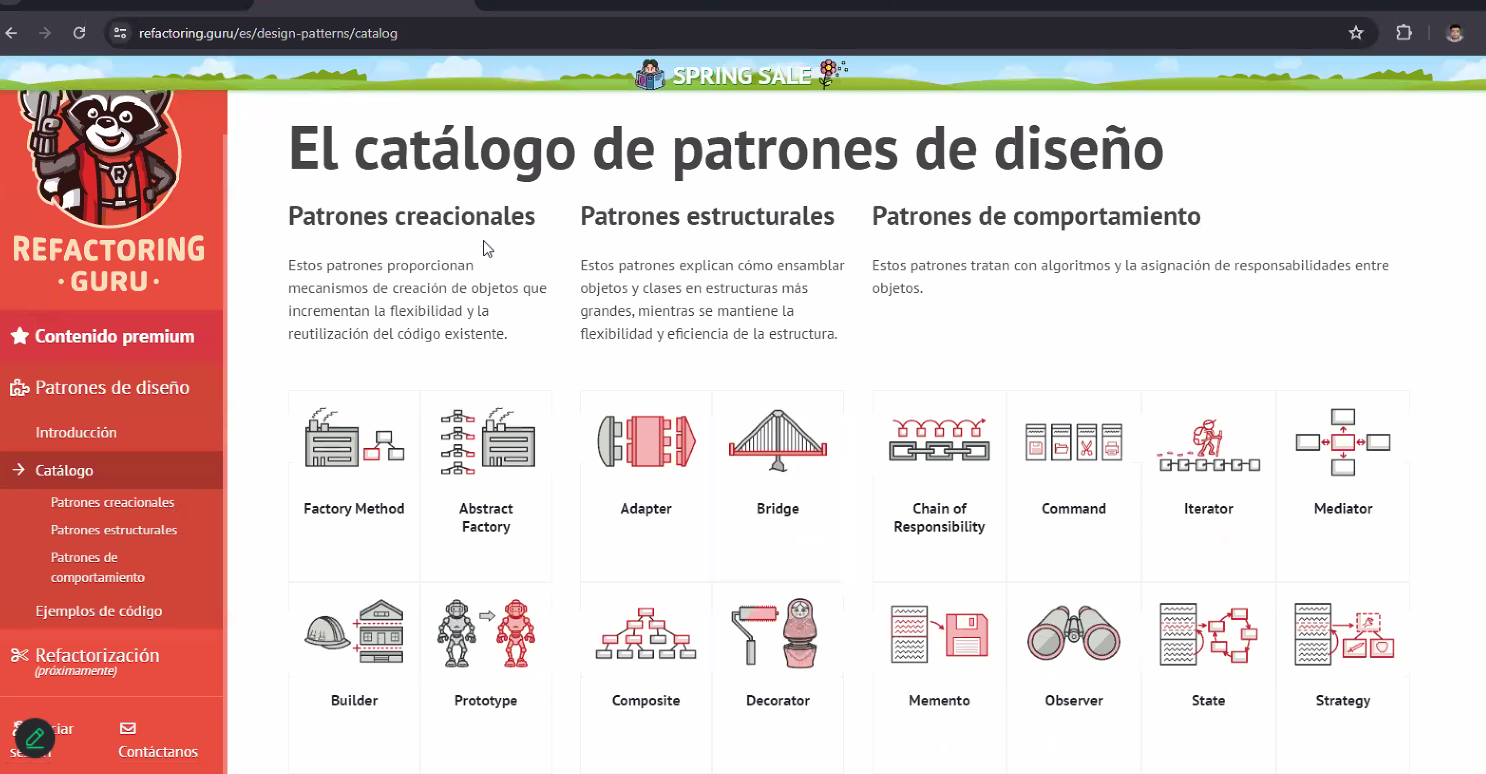 refactoring.guru/es/design-patterns/catalog
SPRING SALE
REFACTORING
· GURU ·
Contenido premium
Patrones de diseño
Introducción
Catálogo
Patrones creacionales
Patrones estructurales
Patrones de
comportamiento
Ejemplos de código
Refactorización
(próximamente)
Contáctanos
El catálogo de patrones de diseño
Patrones creacionales
Estos patrones proporcionan
mecanismos de creación de objetos que
incrementan la flexibilidad y la
reutilización del código existente.
Factory Method
Abstract
Factory
Builder
Prototype
Patrones estructurales
Estos patrones explican cómo ensamblar
objetos y clases en estructuras más
grandes, mientras se mantiene la
flexibilidad y eficiencia de la estructura.
Adapter
Bridge
Composite
Decorator
Patrones de comportamiento
Estos patrones tratan con algoritmos y la asignación de responsabilidades entre
objetos.
Chain of
Responsibility
Command
Iterator
Mediator
Memento
Observer
State
Strategy